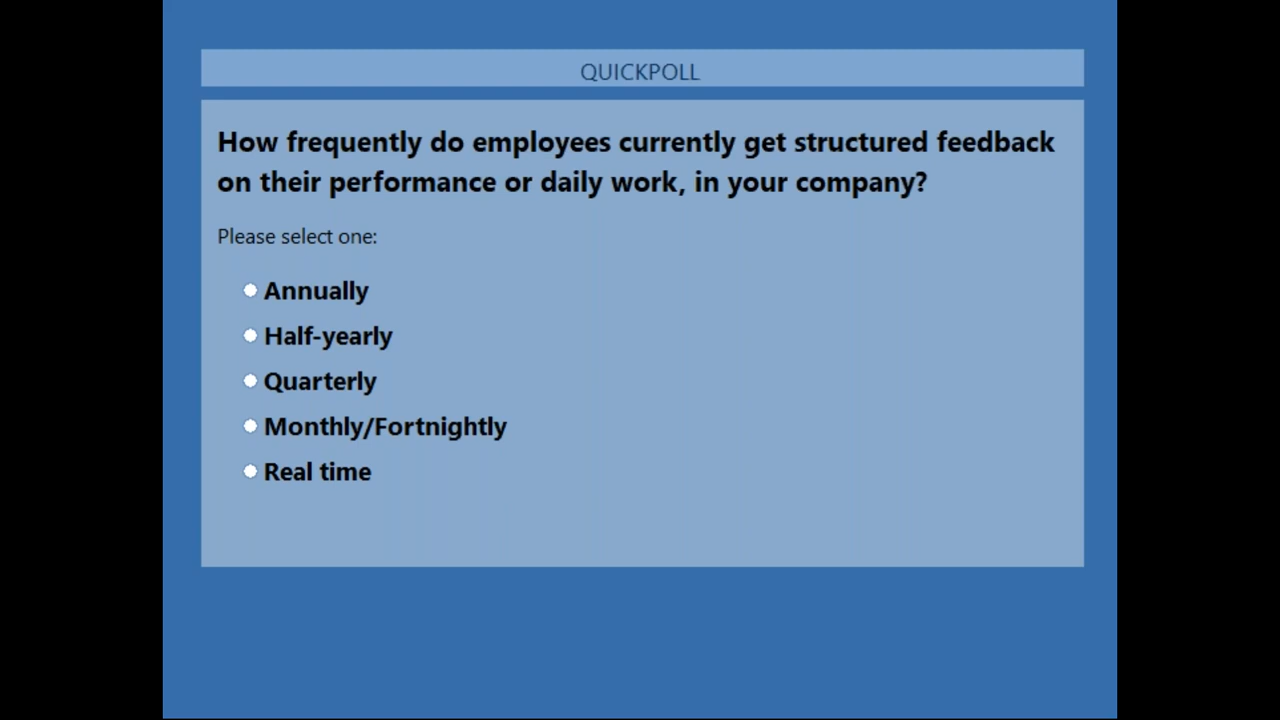 QUICKPOLL
How frequently do employees currently get structured feedback
on their performance or daily work, in your company?
Please select one:
Annually
Half-yearly
Quarterly
Monthly/Fortnightly
Real time